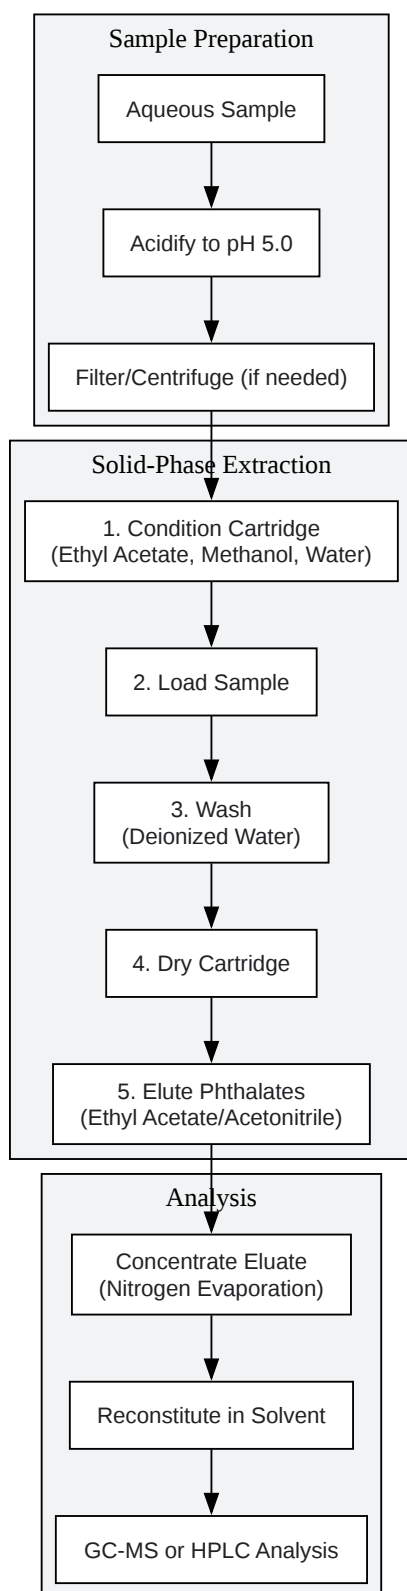 Sample Preparation
Aqueous Sample
Acidify to pH 5.0
Filter/Centrifuge (if needed)
Solid-Phase Extraction
1. Condition Cartridge
(Ethyl Acetate, Methanol, Water)
2. Load Sample
3. Wash
(Deionized Water)
4. Dry Cartridge
5. Elute Phthalates
(Ethyl Acetate/Acetonitrile)
Analysis
Concentrate Eluate
(Nitrogen Evaporation)
Reconstitute in Solvent
GC-MS or HPLC Analysis